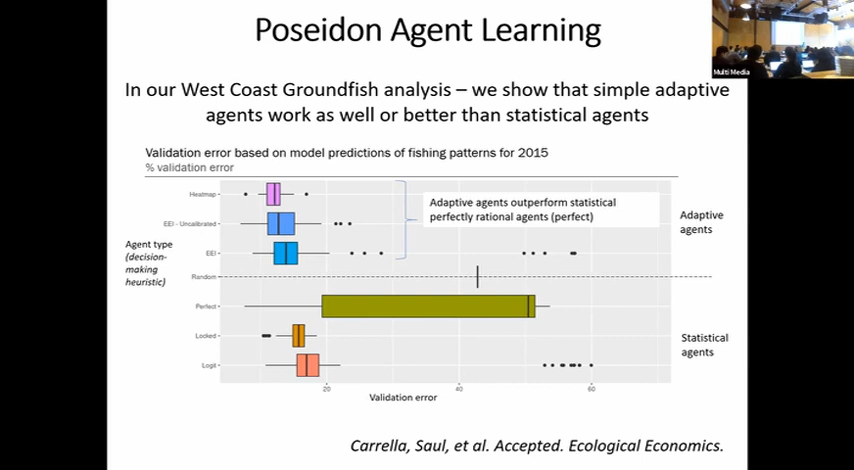 Poseidon Agent Learning
Multi Media
In our West Coast Groundfish analysis – we show that simple adaptive
agents work as well or better than statistical agents
Validation error based on model predictions of fishing patterns for 2015
% validation error
Heatmap
Adaptive agents outperform statistical
perfectly rational agents (perfect)
Adaptive
agents
EEI - Uncalibrated
Agent type
(decision-
making
heuristic)
EEI
Random
Perfect
Locked
Statistical
agents
Logit
20
40
60
Validation error
Carrella, Saul, et al. Accepted. Ecological Economics.